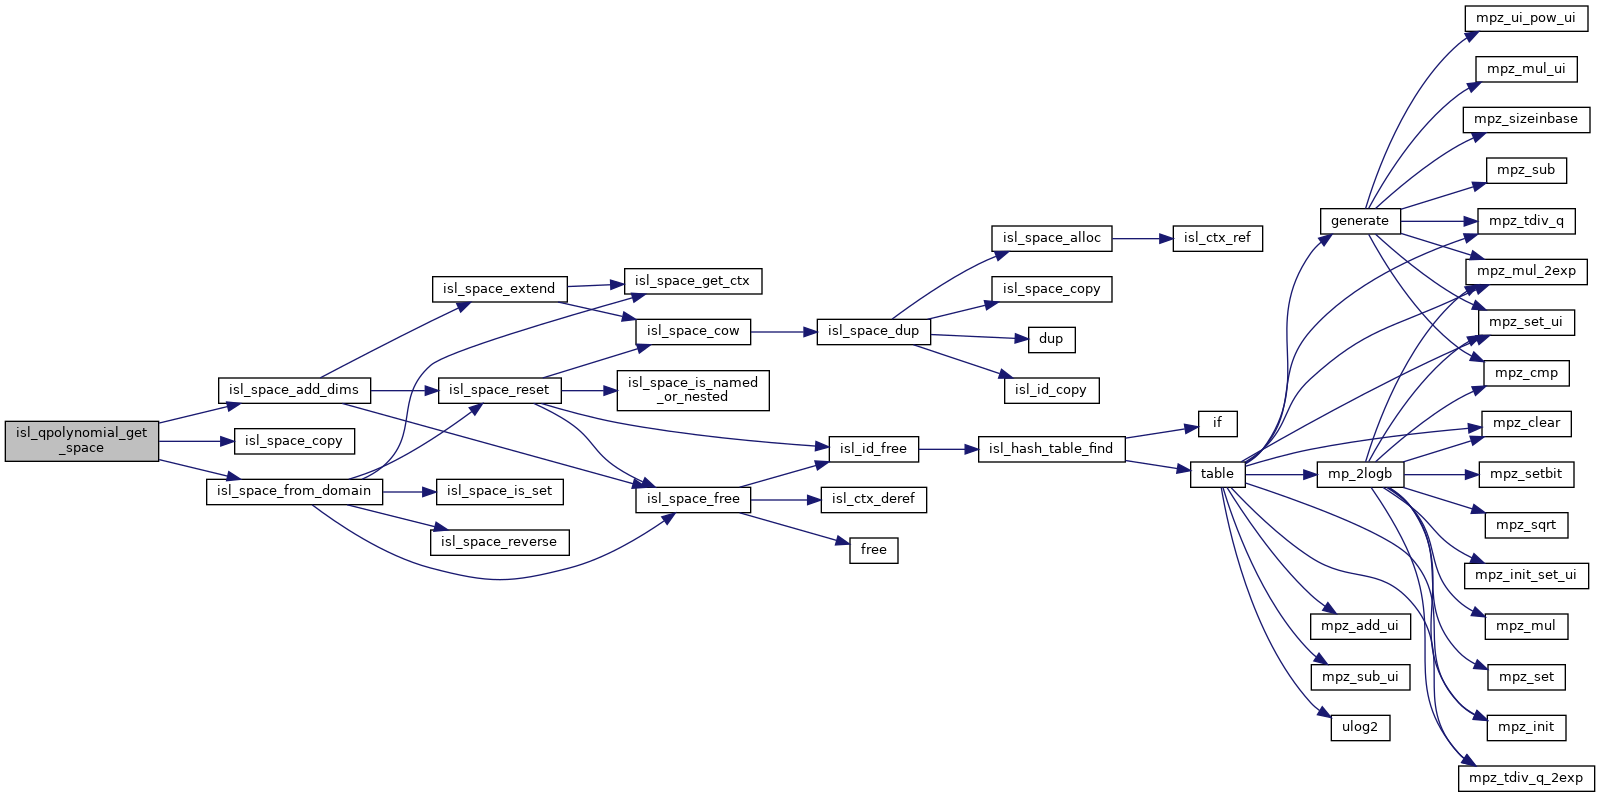 isl_qpolynomial_get
_space
isl_space_add_dims
isl_space_copy
isl_space_from_domain
isl_space_extend
isl_space_reset
isl_space_is_set
isl_space_reverse
isl_space_get_ctx
isl_space_cow
isl_space_is_named
_or_nested
isl_space_free
isl_space_dup
isl_id_free
isl_ctx_deref
free
isl_space_alloc
isl_space_copy
dup
isl_id_copy
isl_hash_table_find
isl_ctx_ref
if
table
generate
mp_2logb
mpz_add_ui
mpz_sub_ui
ulog2
mpz_ui_pow_ui
mpz_mul_ui
mpz_sizeinbase
mpz_sub
mpz_tdiv_q
mpz_mul_2exp
mpz_set_ui
mpz_cmp
mpz_clear
mpz_setbit
mpz_sqrt
mpz_init_set_ui
mpz_mul
mpz_set
mpz_init
mpz_tdiv_q_2exp